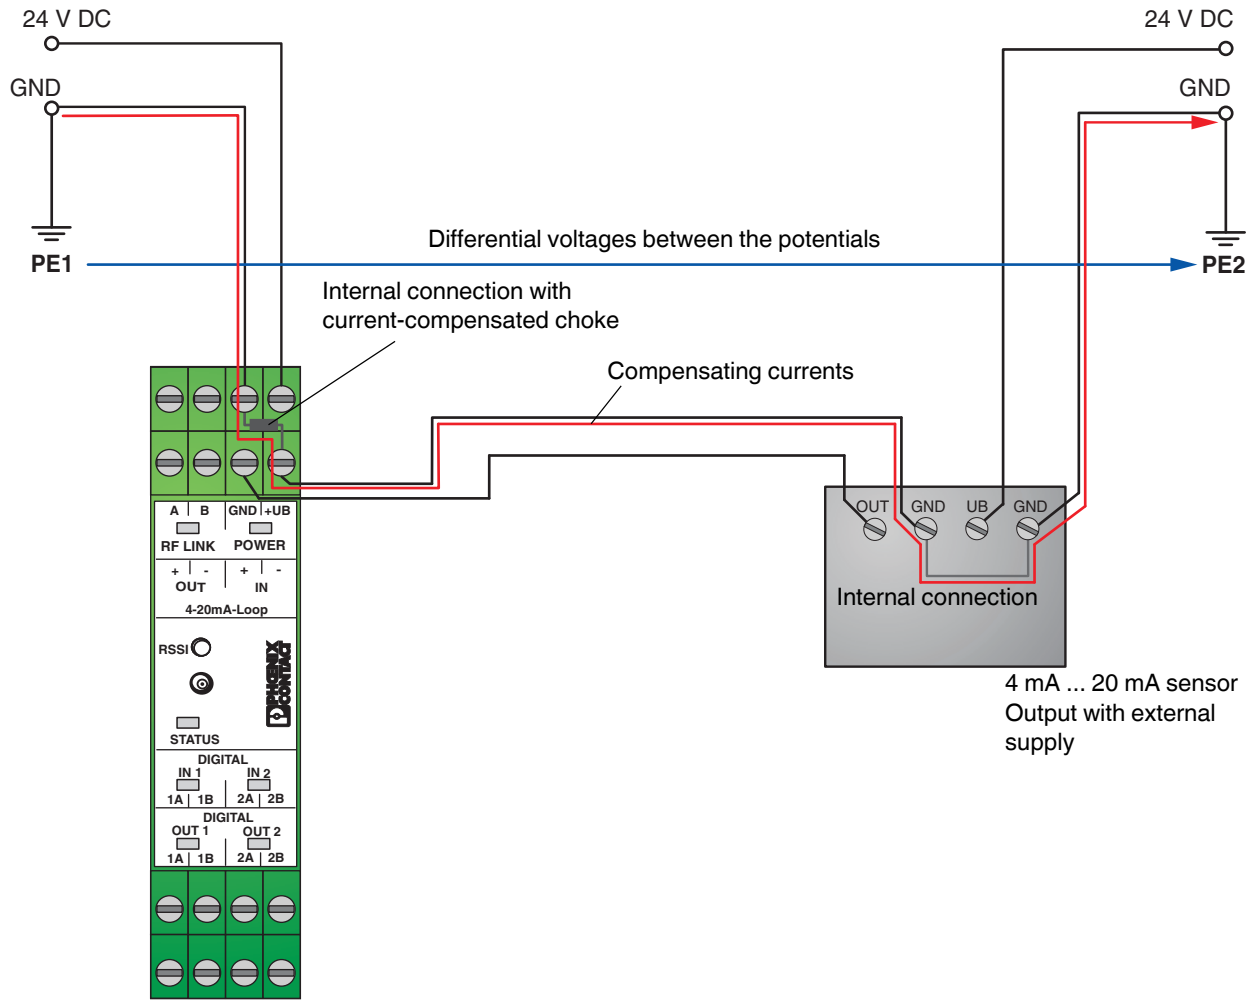 24 V DC
24 V DC
GND
GND
Differential voltages between the potentials
PE1
PE2
Internal connection with
current-compensated choke
Compensating currents
OUT GND UB GND
Internal connection
4 mA ... 20 mA sensor
Output with external
supply
A B GND +UB
RF LINK POWER
+ - + -
OUT IN
4-20mA-Loop
RSSI
PHŒNIX
CONTACT
STATUS
DIGITAL
IN 1 IN 2
1A 1B 2A 2B
DIGITAL
OUT 1 OUT 2
1A 1B 2A 2B